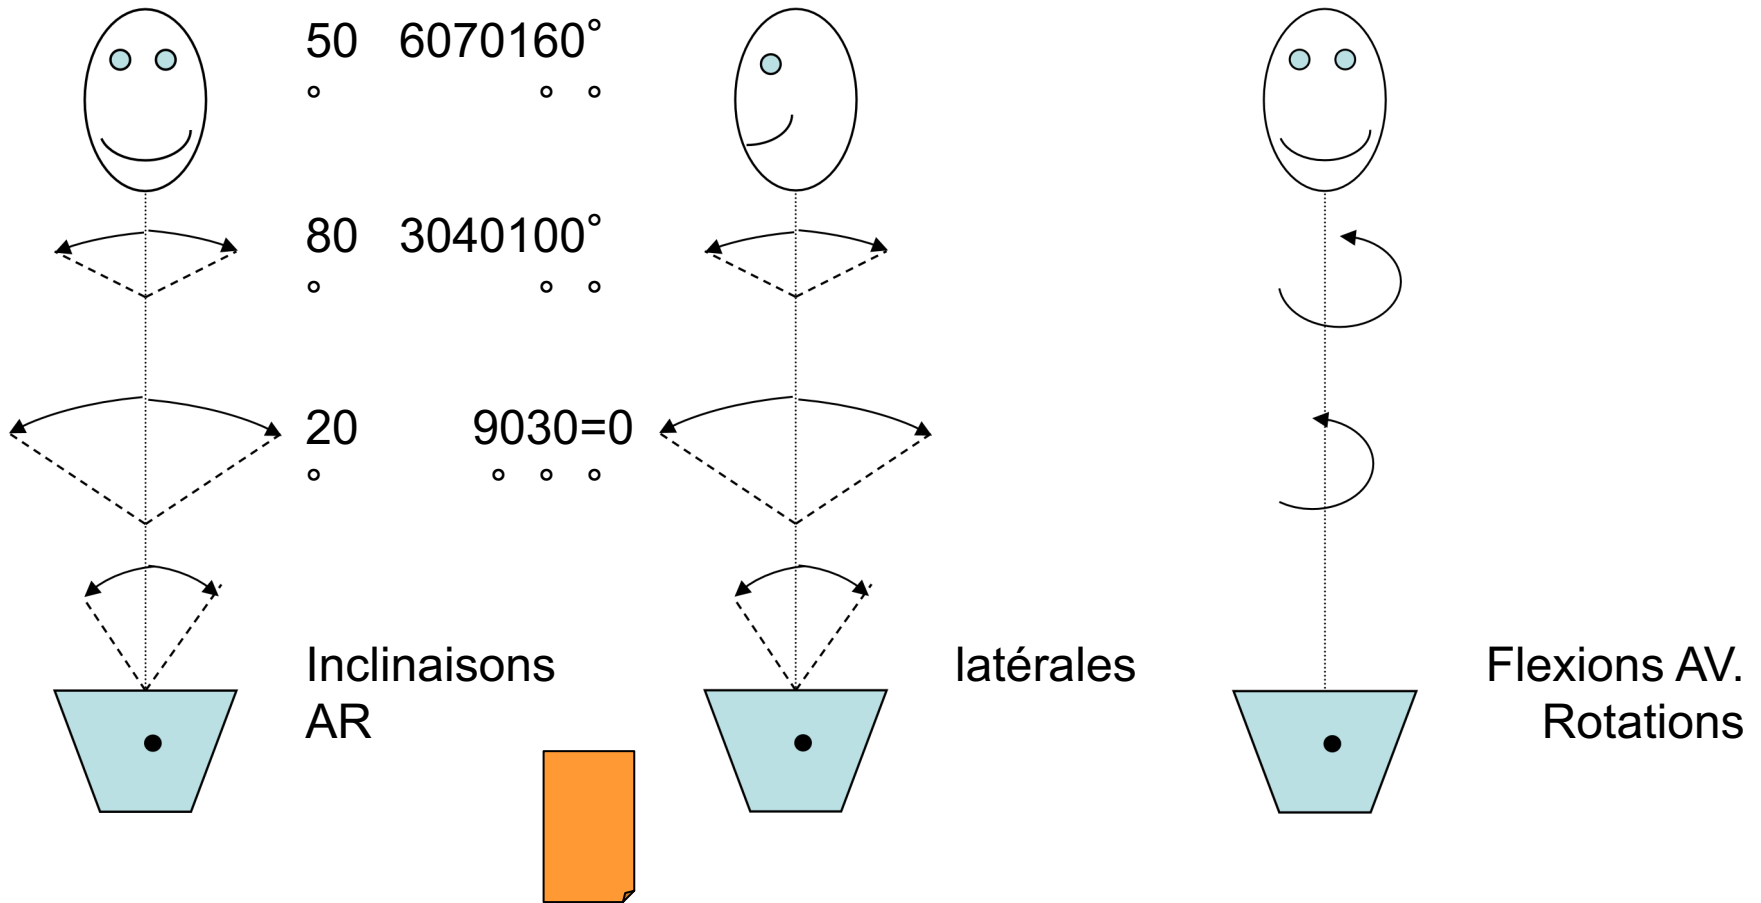 50 6070160°
° ° °
80 3040100°
° ° °
20 9030=0
° ° ° °
Inclinaisons latérales Flexions AV.
AR Rotations